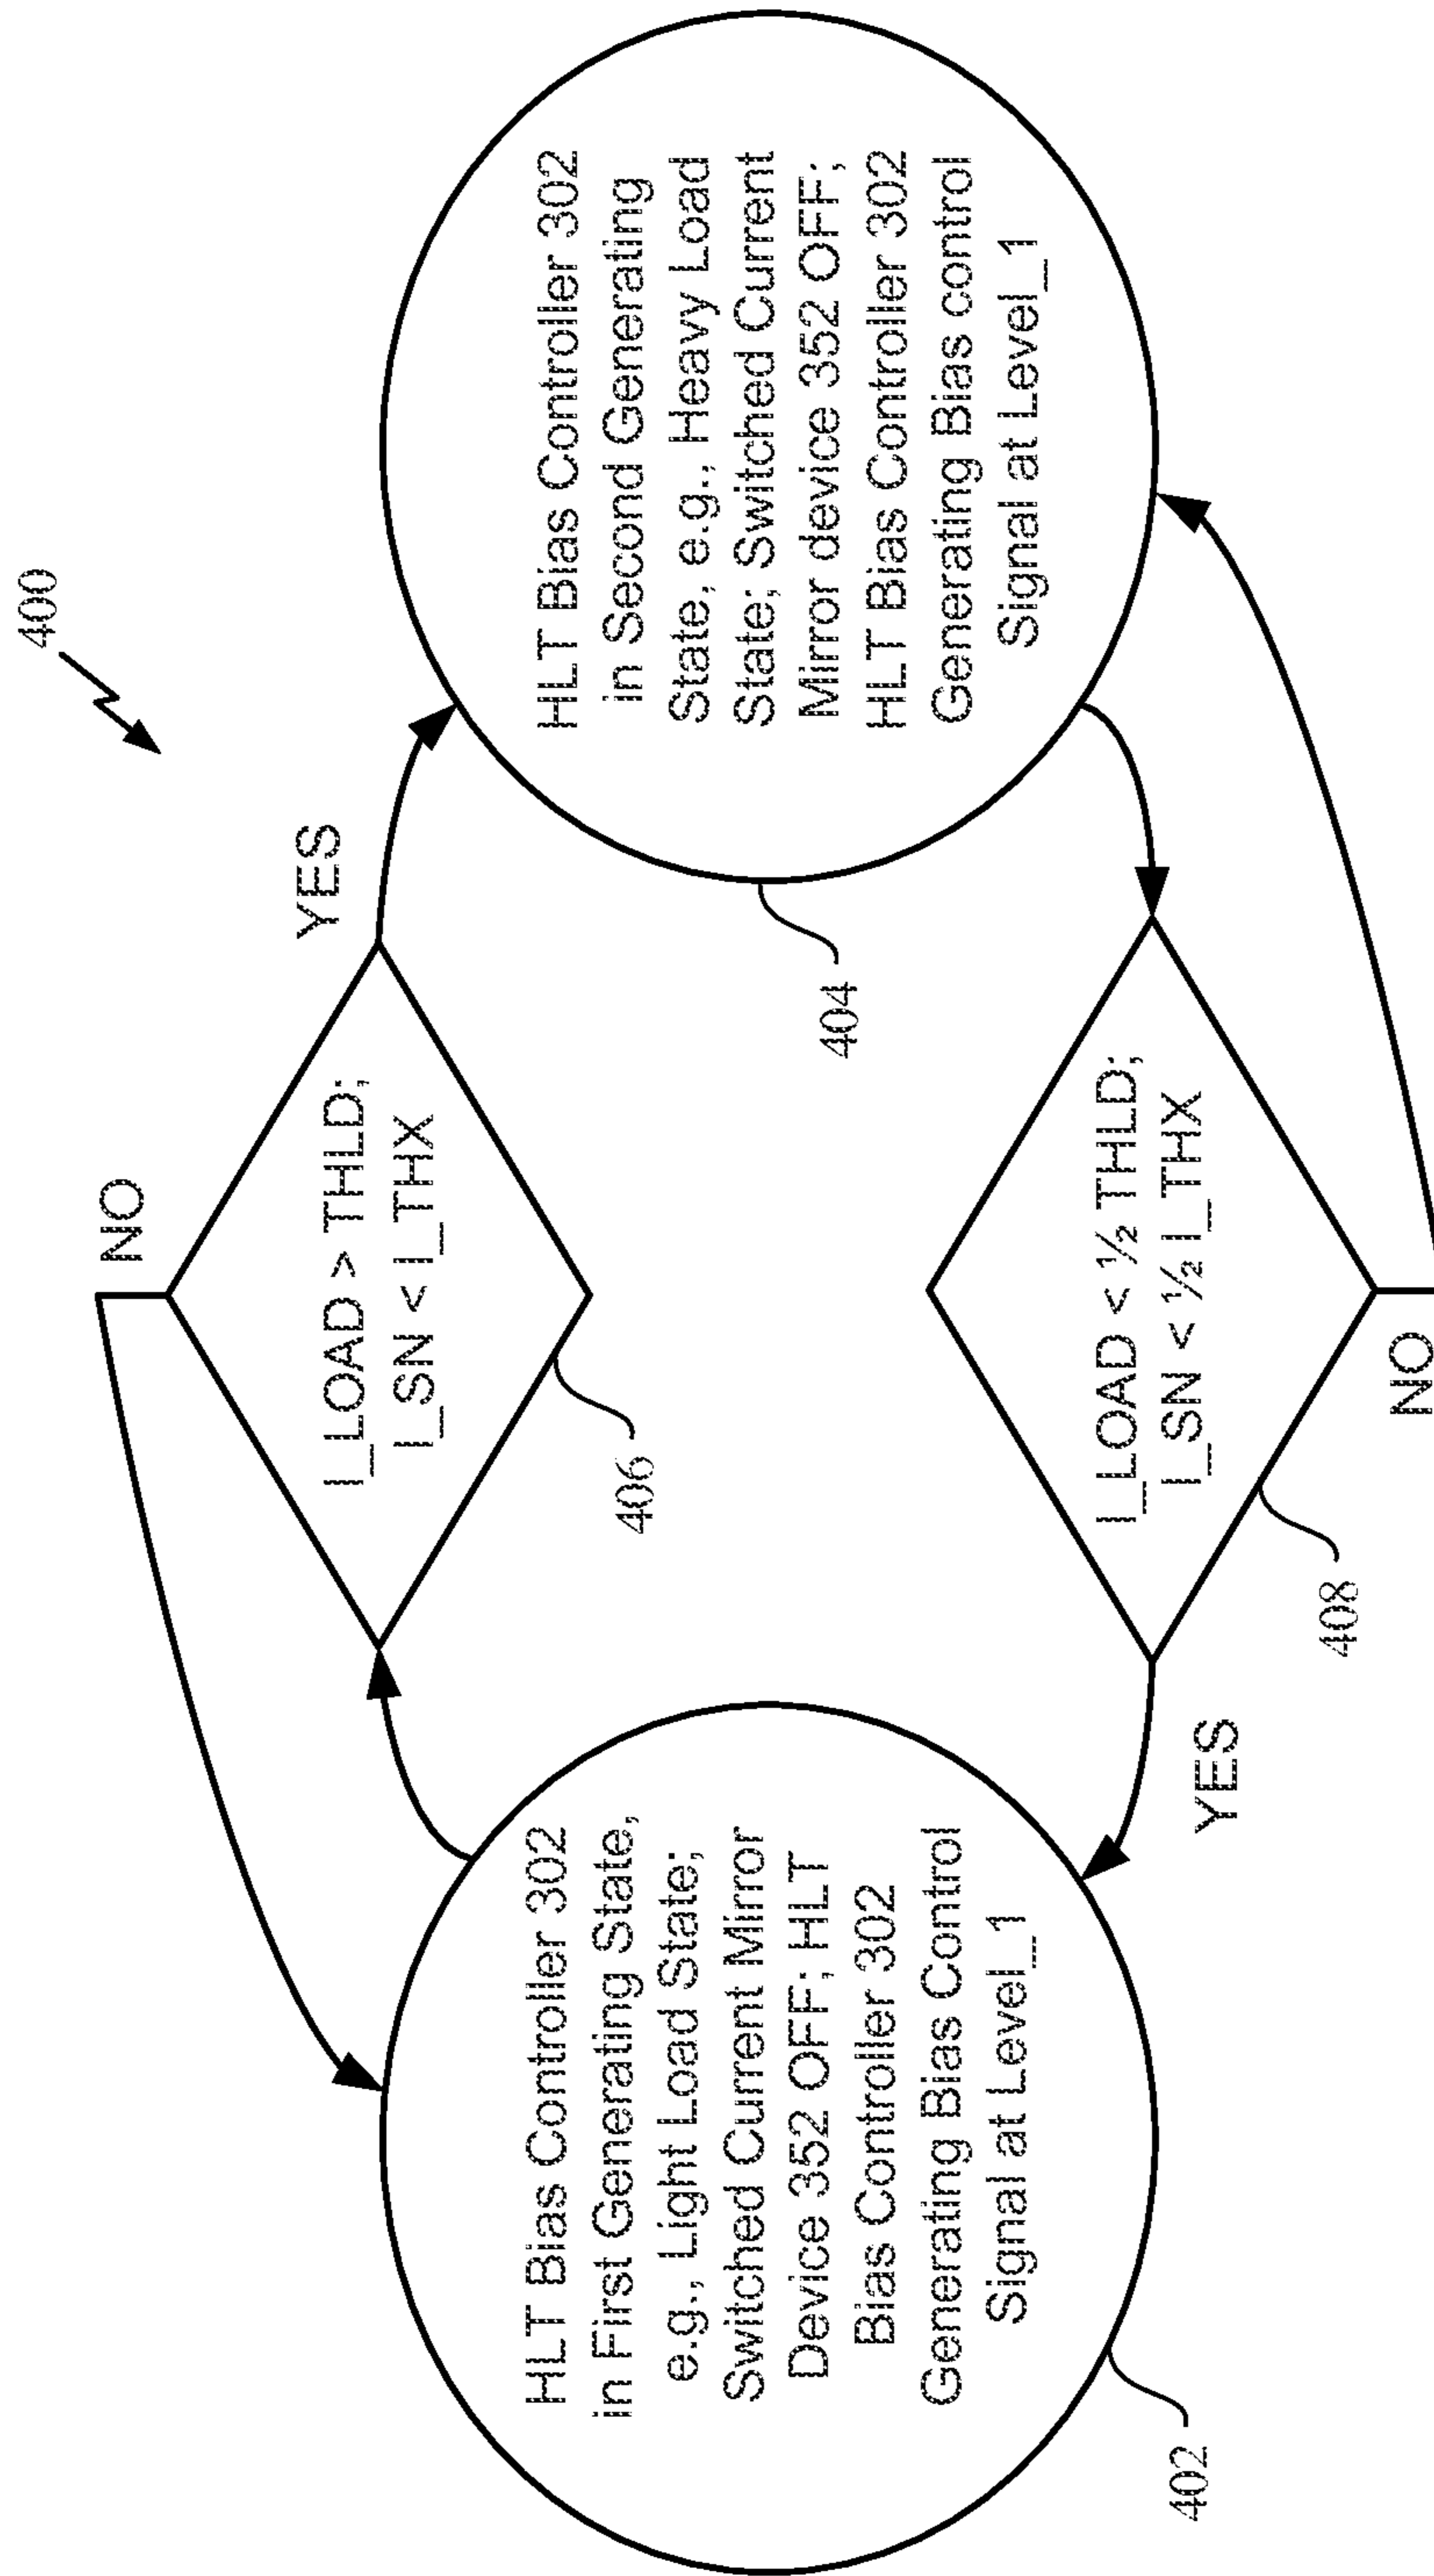 400
NO
YES
I_LOAD > THLD;
I_SN < I_THX
406
HLT Bias Controller 302
in First Generating State,
e.g., Light Load State;
Switched Current Mirror
Device 352 OFF; HLT
Bias Controller 302
Generating Bias Control
Signal at Level_1
402
HLT Bias Controller 302
in Second Generating
State, e.g., Heavy Load
State; Switched Current
Mirror device 352 OFF;
HLT Bias Controller 302
Generating Bias control
Signal at Level_1
404
I_LOAD < ½ THLD;
I_SN < ½ I_THX
408
YES
NO